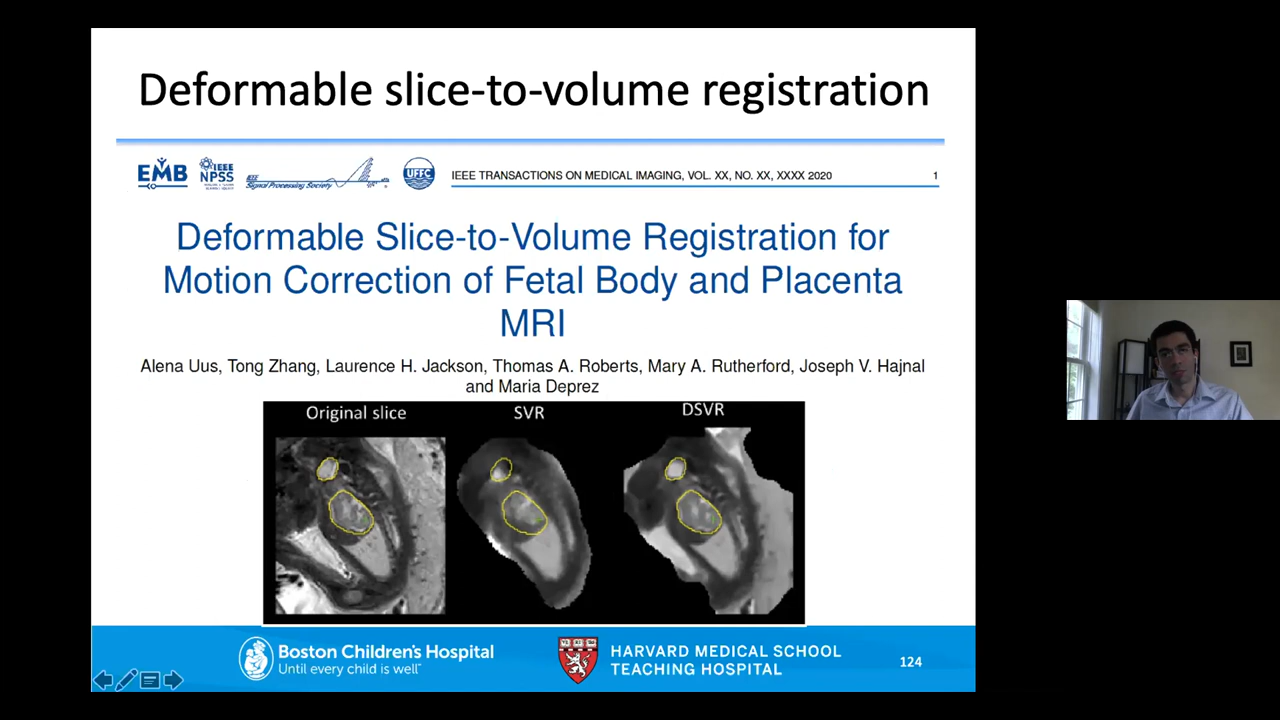 Deformable slice-to-volume registration
EMB IEEE NPSS IEEE Signal Processing Society UFFC IEEE TRANSACTIONS ON MEDICAL IMAGING, VOL. XX, NO. XX, XXXX 2020 1
Deformable Slice-to-Volume Registration for
Motion Correction of Fetal Body and Placenta
MRI
Alena Uus, Tong Zhang, Laurence H. Jackson, Thomas A. Roberts, Mary A. Rutherford, Joseph V. Hajnal
and Maria Deprez
Original slice SVR DSVR
Boston Children's Hospital
Until every child is well™
HARVARD MEDICAL SCHOOL
TEACHING HOSPITAL
124